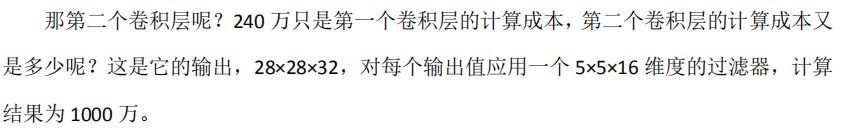 那第二个卷积层呢？240 万只是第一个卷积层的计算成本，第二个卷积层的计算成本又
是多少呢？这是它的输出，28×28×32，对每个输出值应用一个 5×5×16 维度的过滤器，计算
结果为 1000 万。